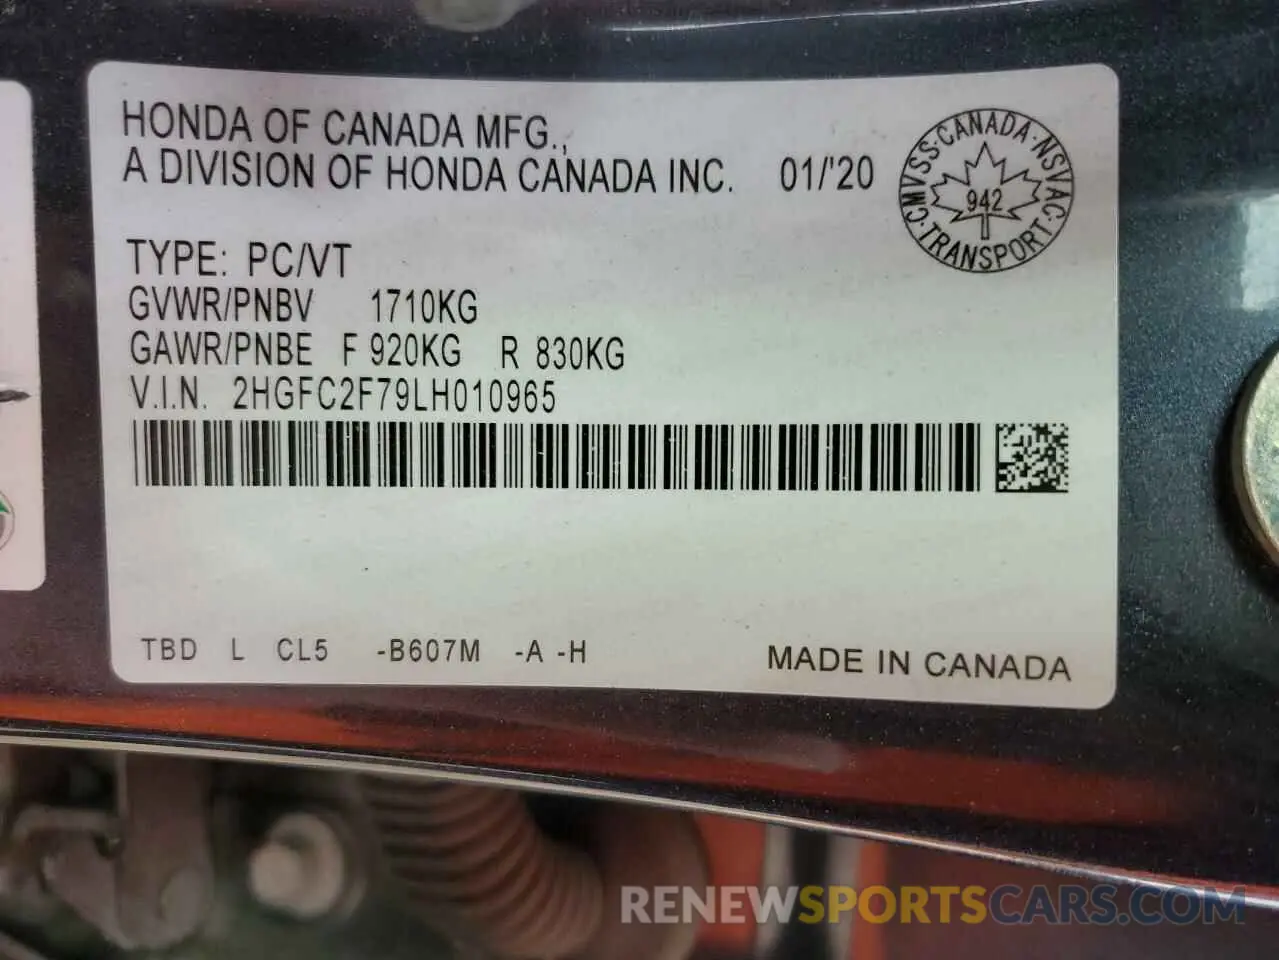 HONDA OF CANADA MFG.,
A DIVISION OF HONDA CANADA INC. 01/'20
CMVSS·CANADA·NSVAC·TRANSPORT·
942
TYPE: PC/VT
GVWR/PNBV 1710KG
GAWR/PNBE F 920KG R 830KG
V.I.N. 2HGFC2F79LH010965
TBD L CL5 -B607M -A -H MADE IN CANADA
RENEWSPORTSCARS.COM